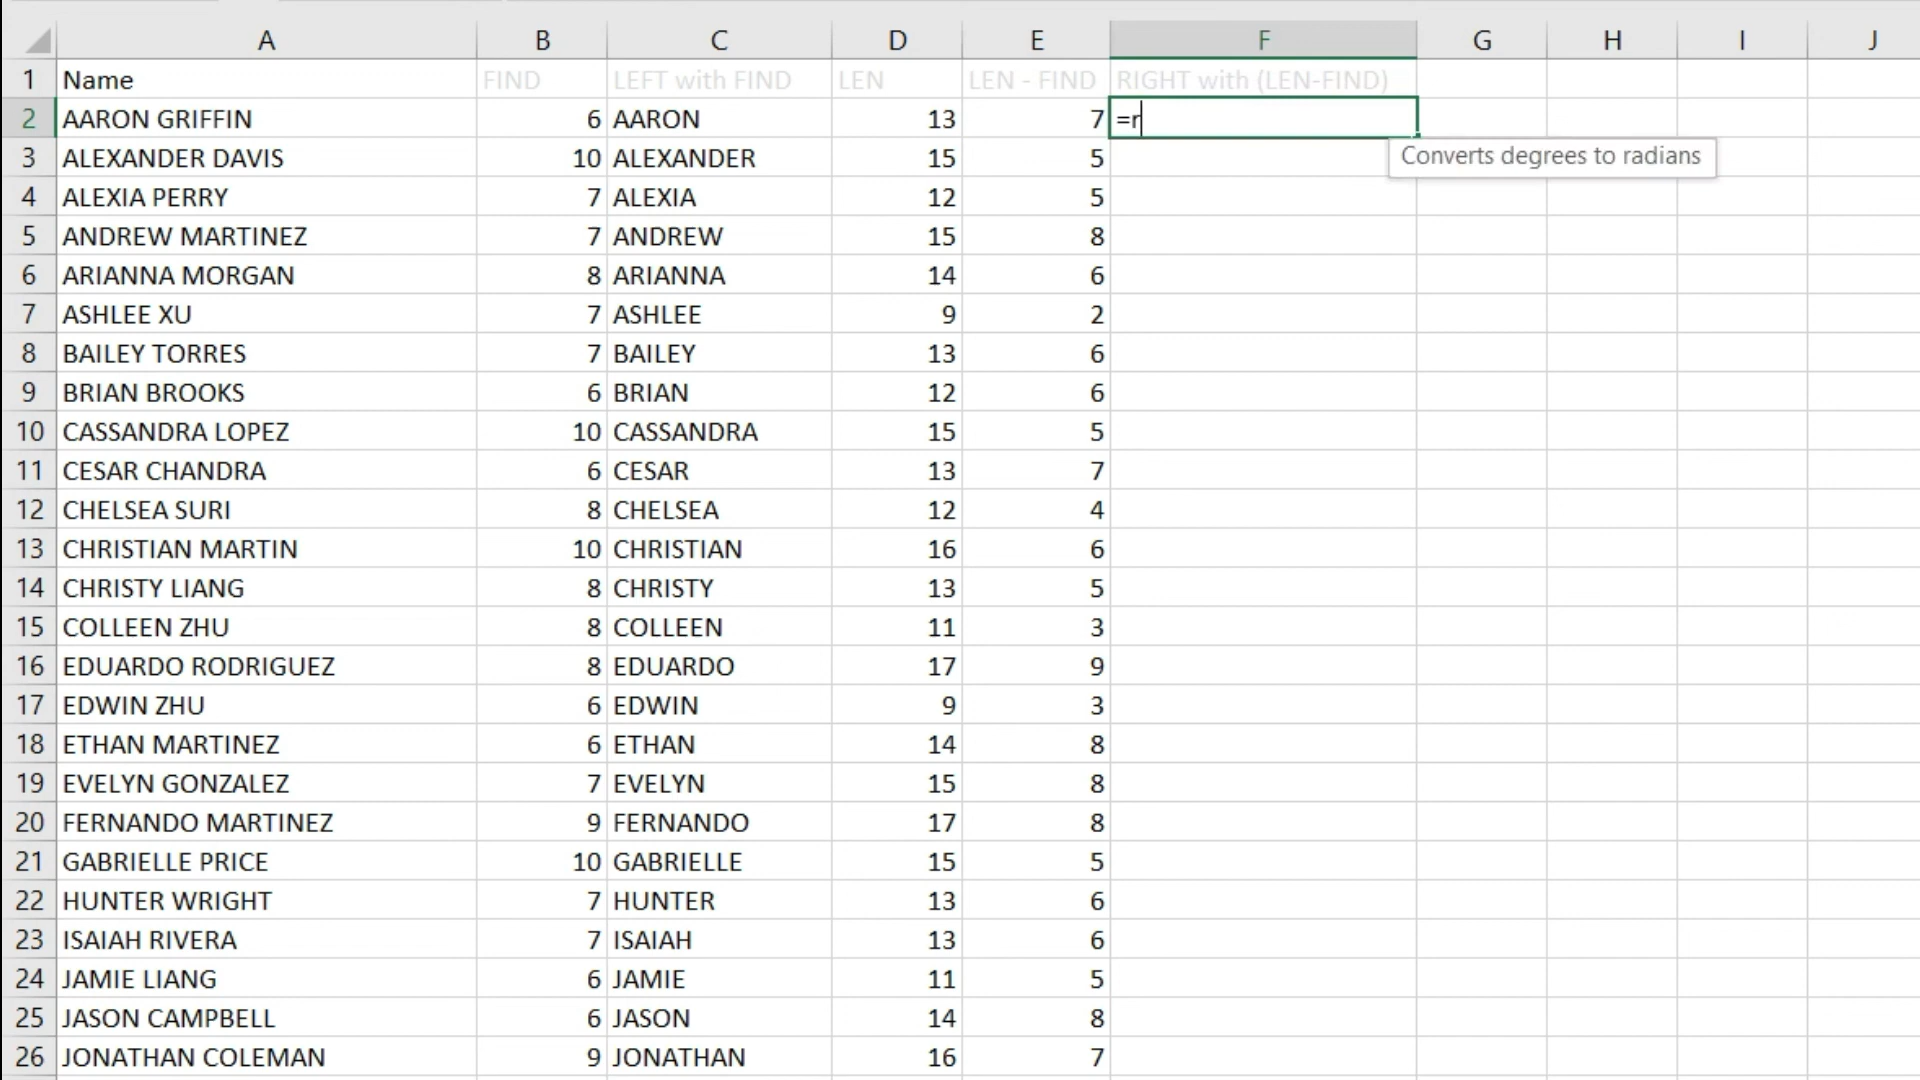 A B C D E F G H I J
1 Name FIND LEFT with FIND LEN LEN - FIND RIGHT with (LEN-FIND)
2 AARON GRIFFIN 6 AARON 13 7 =r
Converts degrees to radians
3 ALEXANDER DAVIS 10 ALEXANDER 15 5
4 ALEXIA PERRY 7 ALEXIA 12 5
5 ANDREW MARTINEZ 7 ANDREW 15 8
6 ARIANNA MORGAN 8 ARIANNA 14 6
7 ASHLEE XU 7 ASHLEE 9 2
8 BAILEY TORRES 7 BAILEY 13 6
9 BRIAN BROOKS 6 BRIAN 12 6
10 CASSANDRA LOPEZ 10 CASSANDRA 15 5
11 CESAR CHANDRA 6 CESAR 13 7
12 CHELSEA SURI 8 CHELSEA 12 4
13 CHRISTIAN MARTIN 10 CHRISTIAN 16 6
14 CHRISTY LIANG 8 CHRISTY 13 5
15 COLLEEN ZHU 8 COLLEEN 11 3
16 EDUARDO RODRIGUEZ 8 EDUARDO 17 9
17 EDWIN ZHU 6 EDWIN 9 3
18 ETHAN MARTINEZ 6 ETHAN 14 8
19 EVELYN GONZALEZ 7 EVELYN 15 8
20 FERNANDO MARTINEZ 9 FERNANDO 17 8
21 GABRIELLE PRICE 10 GABRIELLE 15 5
22 HUNTER WRIGHT 7 HUNTER 13 6
23 ISAIAH RIVERA 7 ISAIAH 13 6
24 JAMIE LIANG 6 JAMIE 11 5
25 JASON CAMPBELL 6 JASON 14 8
26 JONATHAN COLEMAN 9 JONATHAN 16 7